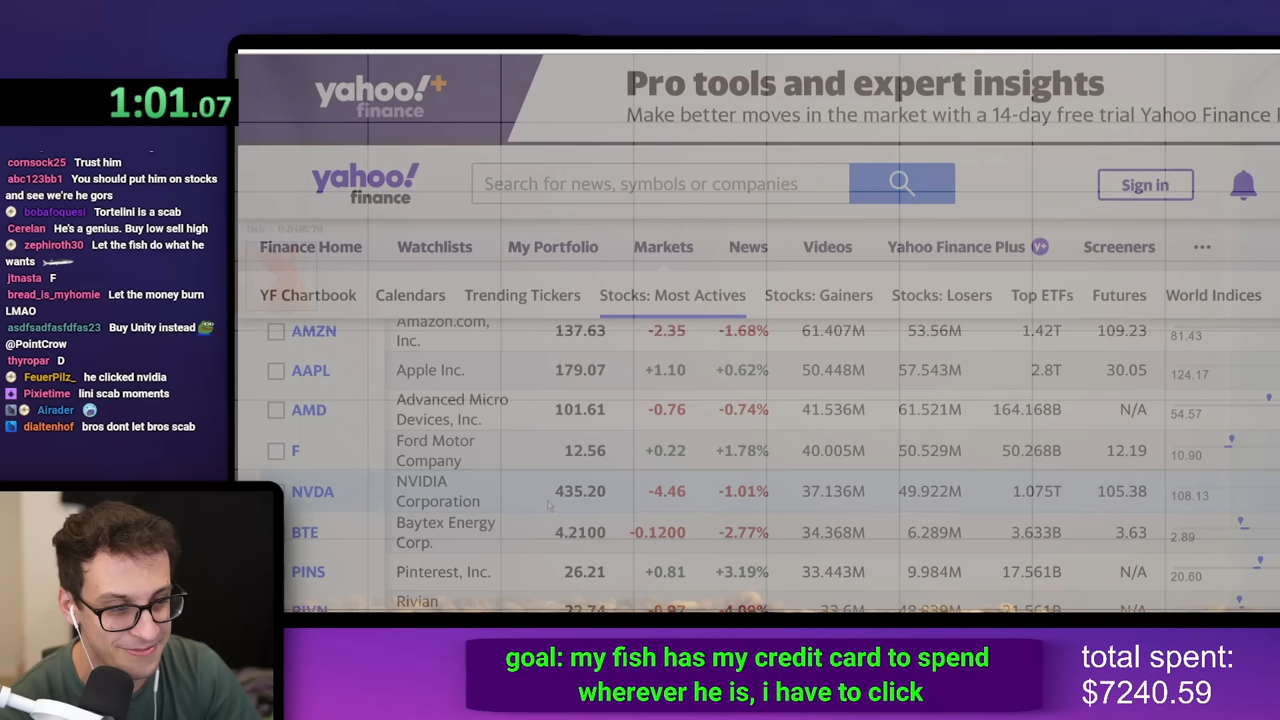 1:01.07
cornsock25 Trust him
abc123bb1 You should put him on stocks
and see we're he gors
bobafoquesi Tortelini is a scab
Cerelan He's a genius. Buy low sell high
zephiroth30 Let the fish do what he
wants
jtnasta F
bread_is_myhomie Let the money burn
LMAO
asdfsadfasfdfas23 Buy Unity instead
@PointCrow
thyropar D
FeuerPilz_ he clicked nvidia
Pixietime lini scab moments
Airader
dialtenhof bros dont let bros scab
yahoo!+
finance
Pro tools and expert insights
Make better moves in the market with a 14-day free trial Yahoo Finance
yahoo!
finance
Search for news, symbols or companies
Sign in
Finance Home Watchlists My Portfolio Markets News Videos Yahoo Finance Plus Y+ Screeners ...
YF Chartbook Calendars Trending Tickers Stocks: Most Actives Stocks: Gainers Stocks: Losers Top ETFs Futures World Indices
AMZN Amazon.com, Inc. 137.63 -2.35 -1.68% 61.407M 53.56M 1.42T 109.23 81.43
AAPL Apple Inc. 179.07 +1.10 +0.62% 50.448M 57.543M 2.8T 30.05 124.17
AMD Advanced Micro Devices, Inc. 101.61 -0.76 -0.74% 41.536M 61.521M 164.168B N/A 54.57
F Ford Motor Company 12.56 +0.22 +1.78% 40.005M 50.529M 50.268B 12.19 10.90
NVDA NVIDIA Corporation 435.20 -4.46 -1.01% 37.136M 49.922M 1.075T 105.38 108.13
BTE Baytex Energy Corp. 4.2100 -0.1200 -2.77% 34.368M 6.289M 3.633B 3.63 2.89
PINS Pinterest, Inc. 26.21 +0.81 +3.19% 33.443M 9.984M 17.561B N/A 20.60
RIVN Rivian 22.74 -0.97 -4.09% 33.6M 48.839M 21.561B N/A
goal: my fish has my credit card to spend
wherever he is, i have to click
total spent:
$7240.59